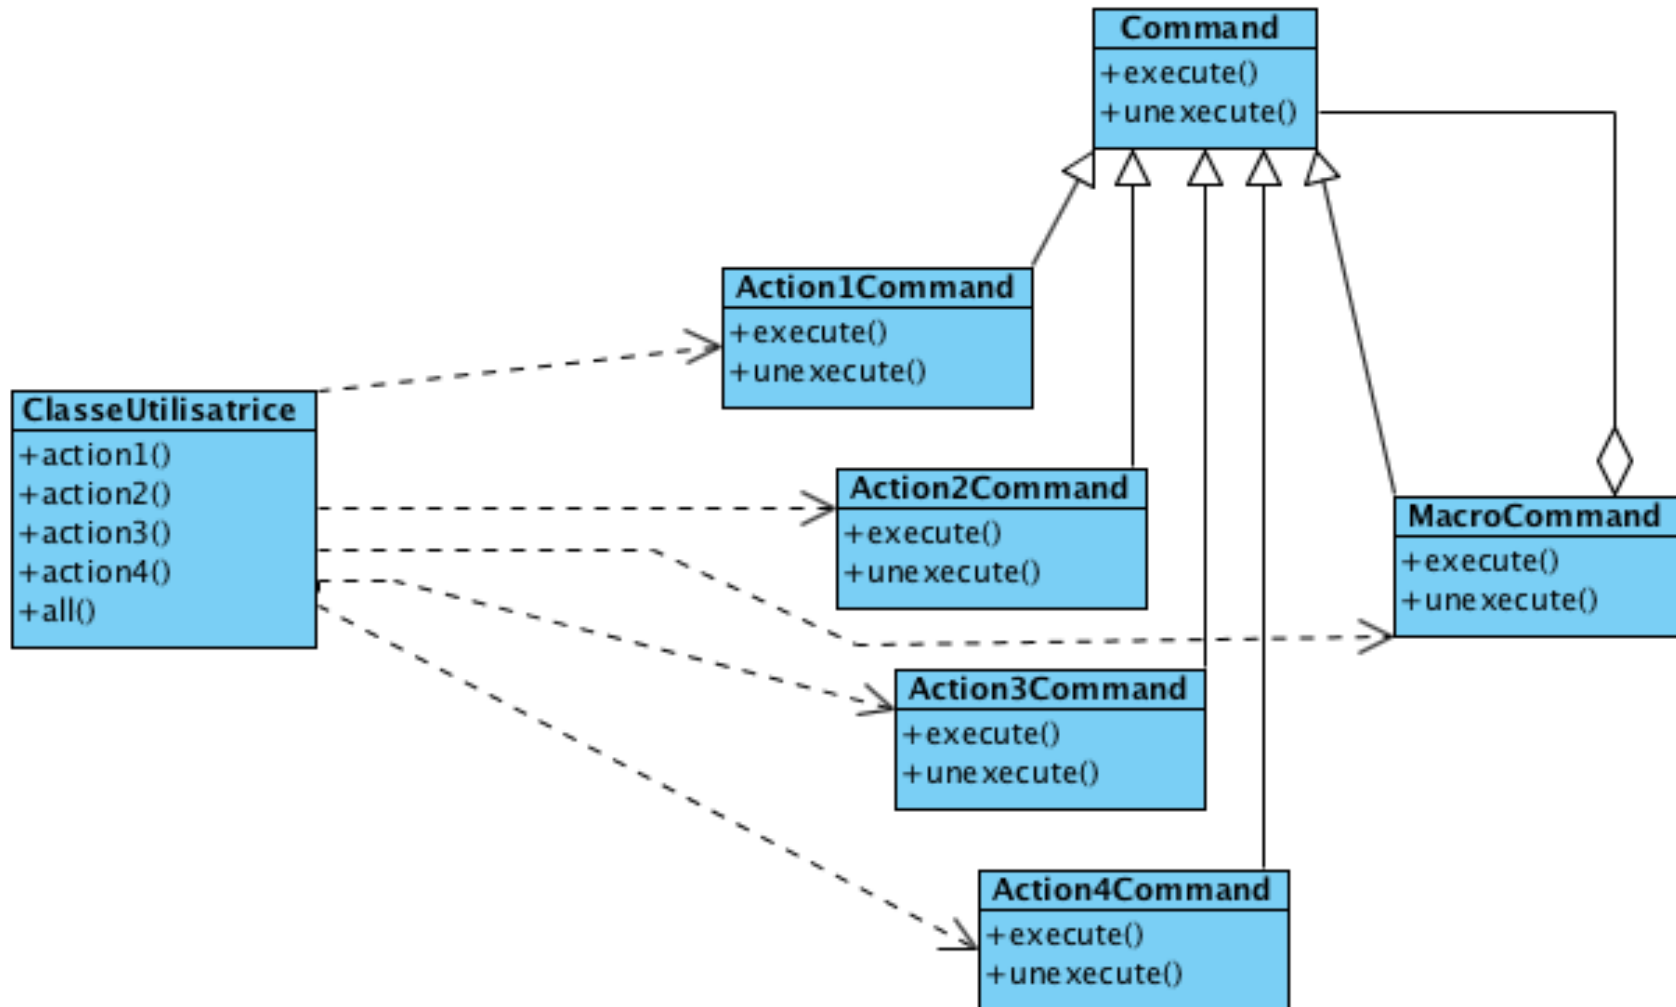 Command
+execute()
+unexecute()
Action1Command
+execute()
+unexecute()
ClasseUtilisatrice
+action1()
+action2()
+action3()
+action4()
+all()
Action2Command
+execute()
+unexecute()
MacroCommand
+execute()
+unexecute()
Action3Command
+execute()
+unexecute()
Action4Command
+execute()
+unexecute()